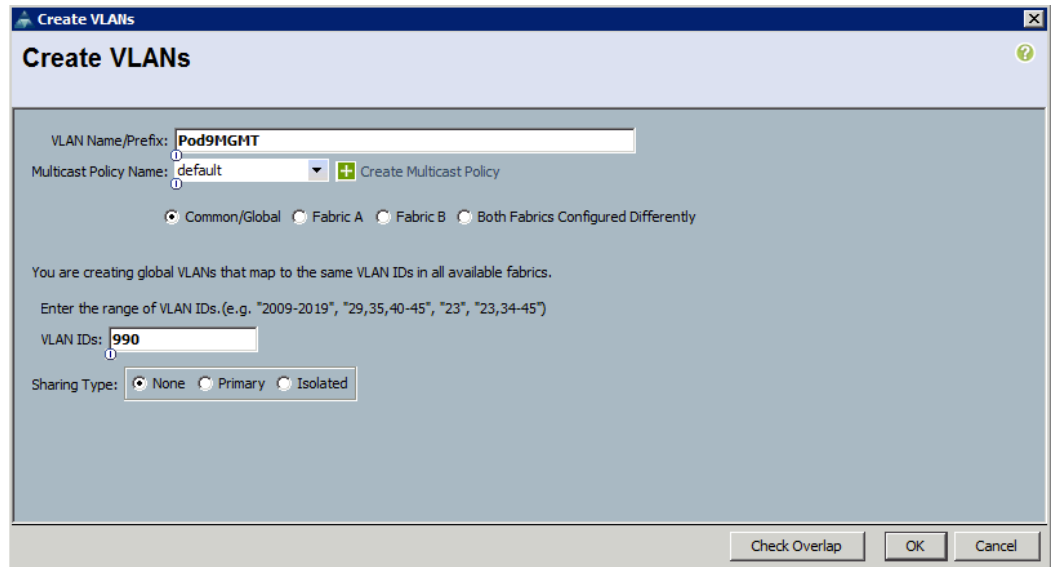 Create VLANs
Create VLANs
VLAN Name/Prefix: Pod9MGMT
Multicast Policy Name: default Create Multicast Policy
Common/Global Fabric A Fabric B Both Fabrics Configured Differently
You are creating global VLANs that map to the same VLAN IDs in all available fabrics.
Enter the range of VLAN IDs.(e.g. "2009-2019", "29,35,40-45", "23", "23,34-45")
VLAN IDs: 990
Sharing Type: None Primary Isolated
Check Overlap OK Cancel